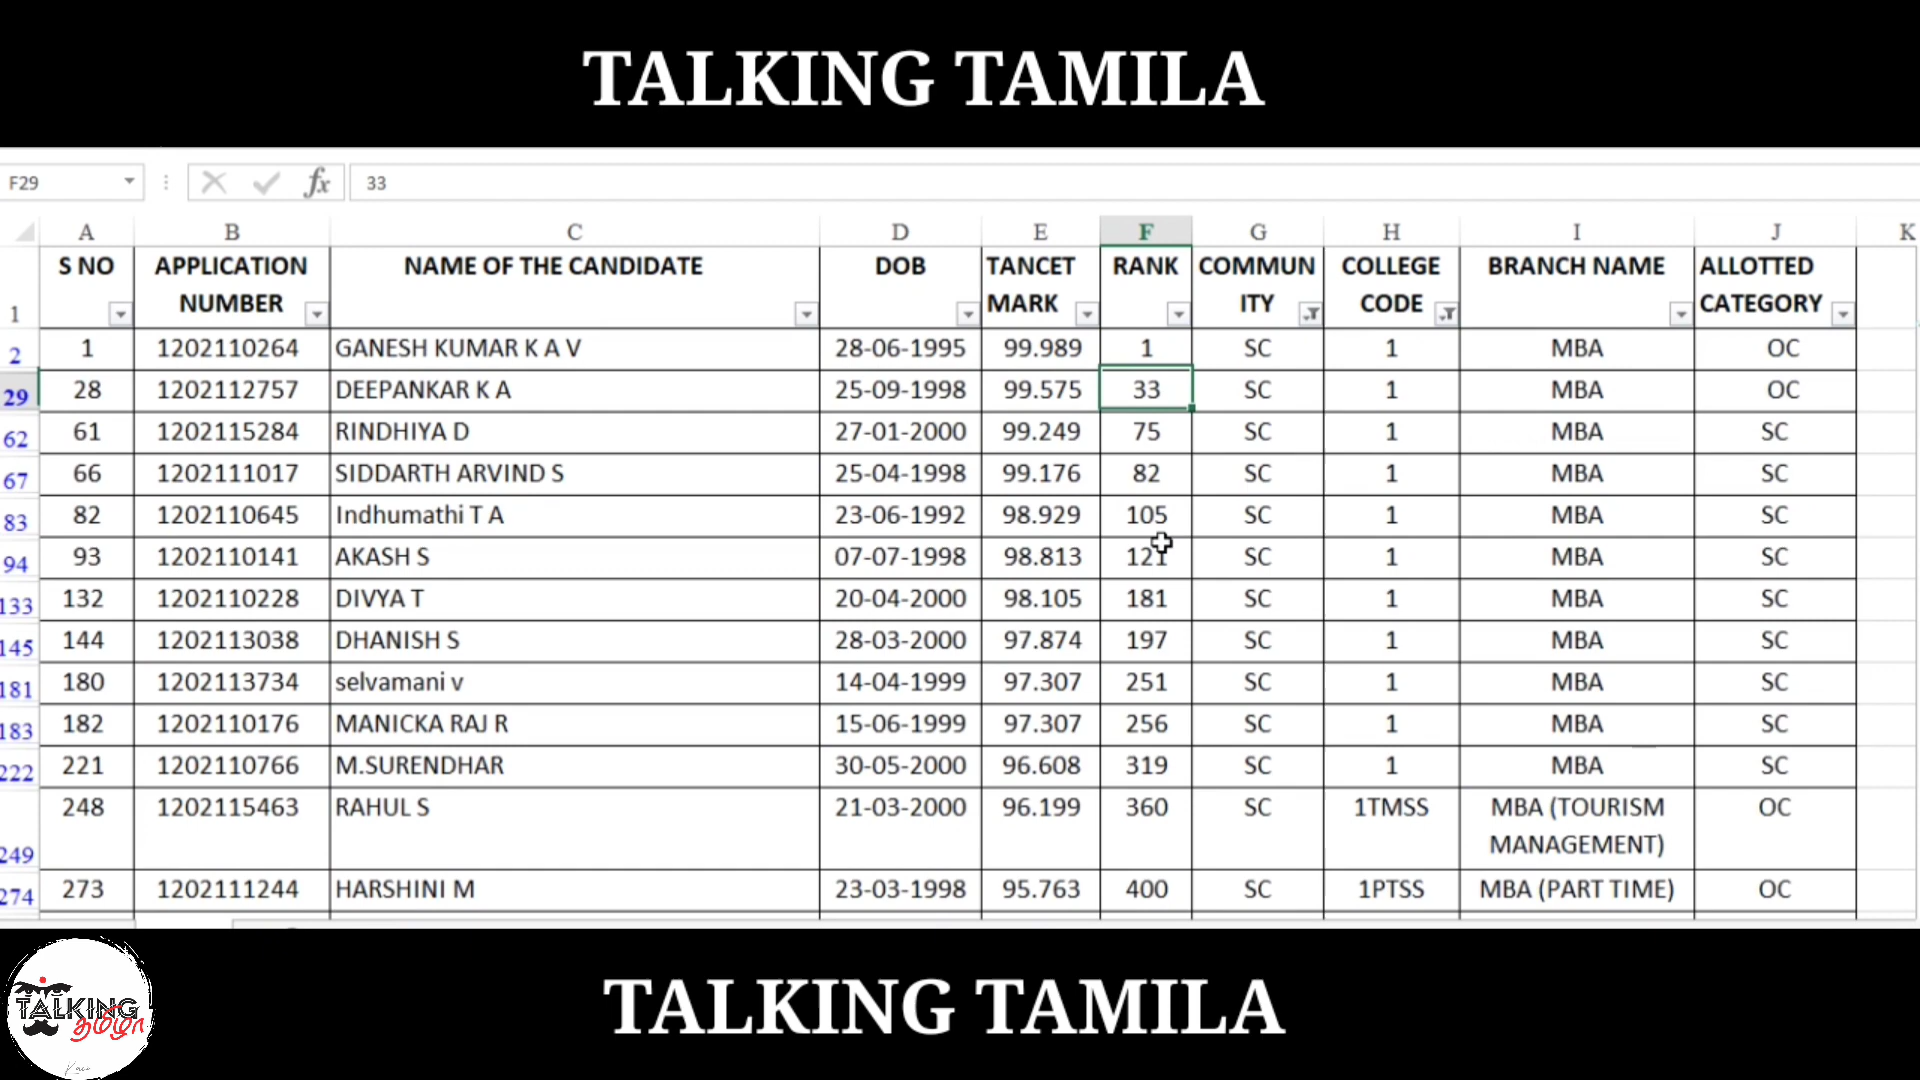 TALKING TAMILA
F29 fx 33
A B C D E F G H I J K
S NO APPLICATION NAME OF THE CANDIDATE DOB TANCET RANK COMMUN COLLEGE BRANCH NAME ALLOTTED
1 NUMBER MARK ITY CODE CATEGORY
2 1 1202110264 GANESH KUMAR K A V 28-06-1995 99.989 1 SC 1 MBA OC
29 28 1202112757 DEEPANKAR K A 25-09-1998 99.575 33 SC 1 MBA OC
62 61 1202115284 RINDHIYA D 27-01-2000 99.249 75 SC 1 MBA SC
67 66 1202111017 SIDDARTH ARVIND S 25-04-1998 99.176 82 SC 1 MBA SC
83 82 1202110645 Indhumathi T A 23-06-1992 98.929 105 SC 1 MBA SC
94 93 1202110141 AKASH S 07-07-1998 98.813 121 SC 1 MBA SC
133 132 1202110228 DIVYA T 20-04-2000 98.105 181 SC 1 MBA SC
145 144 1202113038 DHANISH S 28-03-2000 97.874 197 SC 1 MBA SC
181 180 1202113734 selvamani v 14-04-1999 97.307 251 SC 1 MBA SC
183 182 1202110176 MANICKA RAJ R 15-06-1999 97.307 256 SC 1 MBA SC
222 221 1202110766 M.SURENDHAR 30-05-2000 96.608 319 SC 1 MBA SC
248 1202115463 RAHUL S 21-03-2000 96.199 360 SC 1TMSS MBA (TOURISM OC
249 MANAGEMENT)
274 273 1202111244 HARSHINI M 23-03-1998 95.763 400 SC 1PTSS MBA (PART TIME) OC
TALKING TAMILA
TALKING
தமிழா